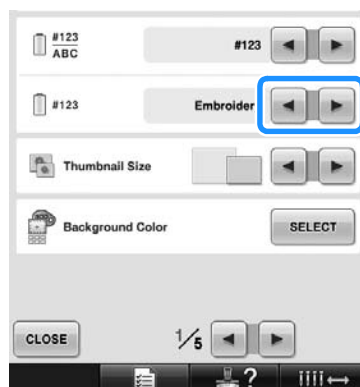 #123
ABC
#123
#123
Embroider
Thumbnail Size
Background Color
SELECT
CLOSE
1/5
?